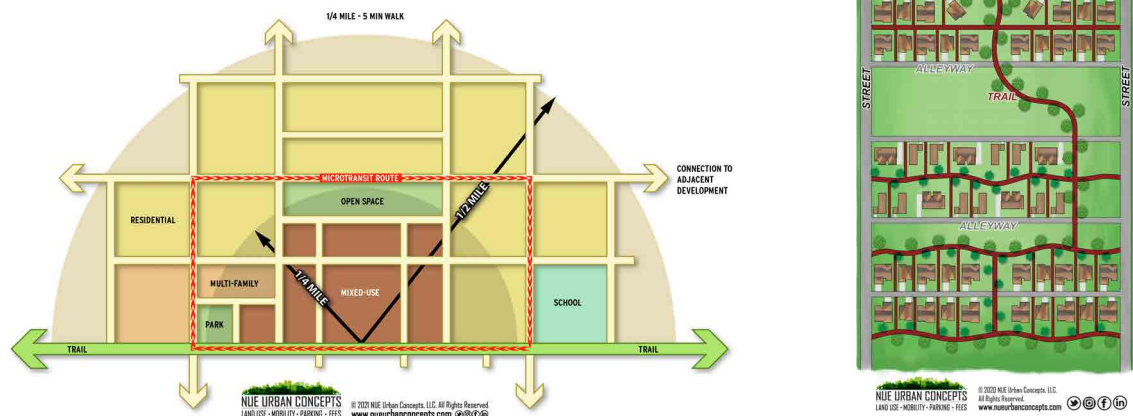 1/4 MILE - 5 MIN WALK
MICROTRANSIT ROUTE
CONNECTION TO
ADJACENT
DEVELOPMENT
1/2 MILE
OPEN SPACE
RESIDENTIAL
MULTI-FAMILY
1/4 MILE
MIXED-USE
SCHOOL
PARK
TRAIL
TRAIL
NUE URBAN CONCEPTS
LAND USE • MOBILITY • PARKING • FEES
© 2021 NUE Urban Concepts, LLC. All Rights Reserved.
www.nueurbanconcepts.com
ALLEYWAY
STREET
STREET
TRAIL
ALLEYWAY
NUE URBAN CONCEPTS
LAND USE • MOBILITY • PARKING • FEES
© 2020 NUE Urban Concepts, LLC.
All Rights Reserved.
www.nueurbanconcepts.com